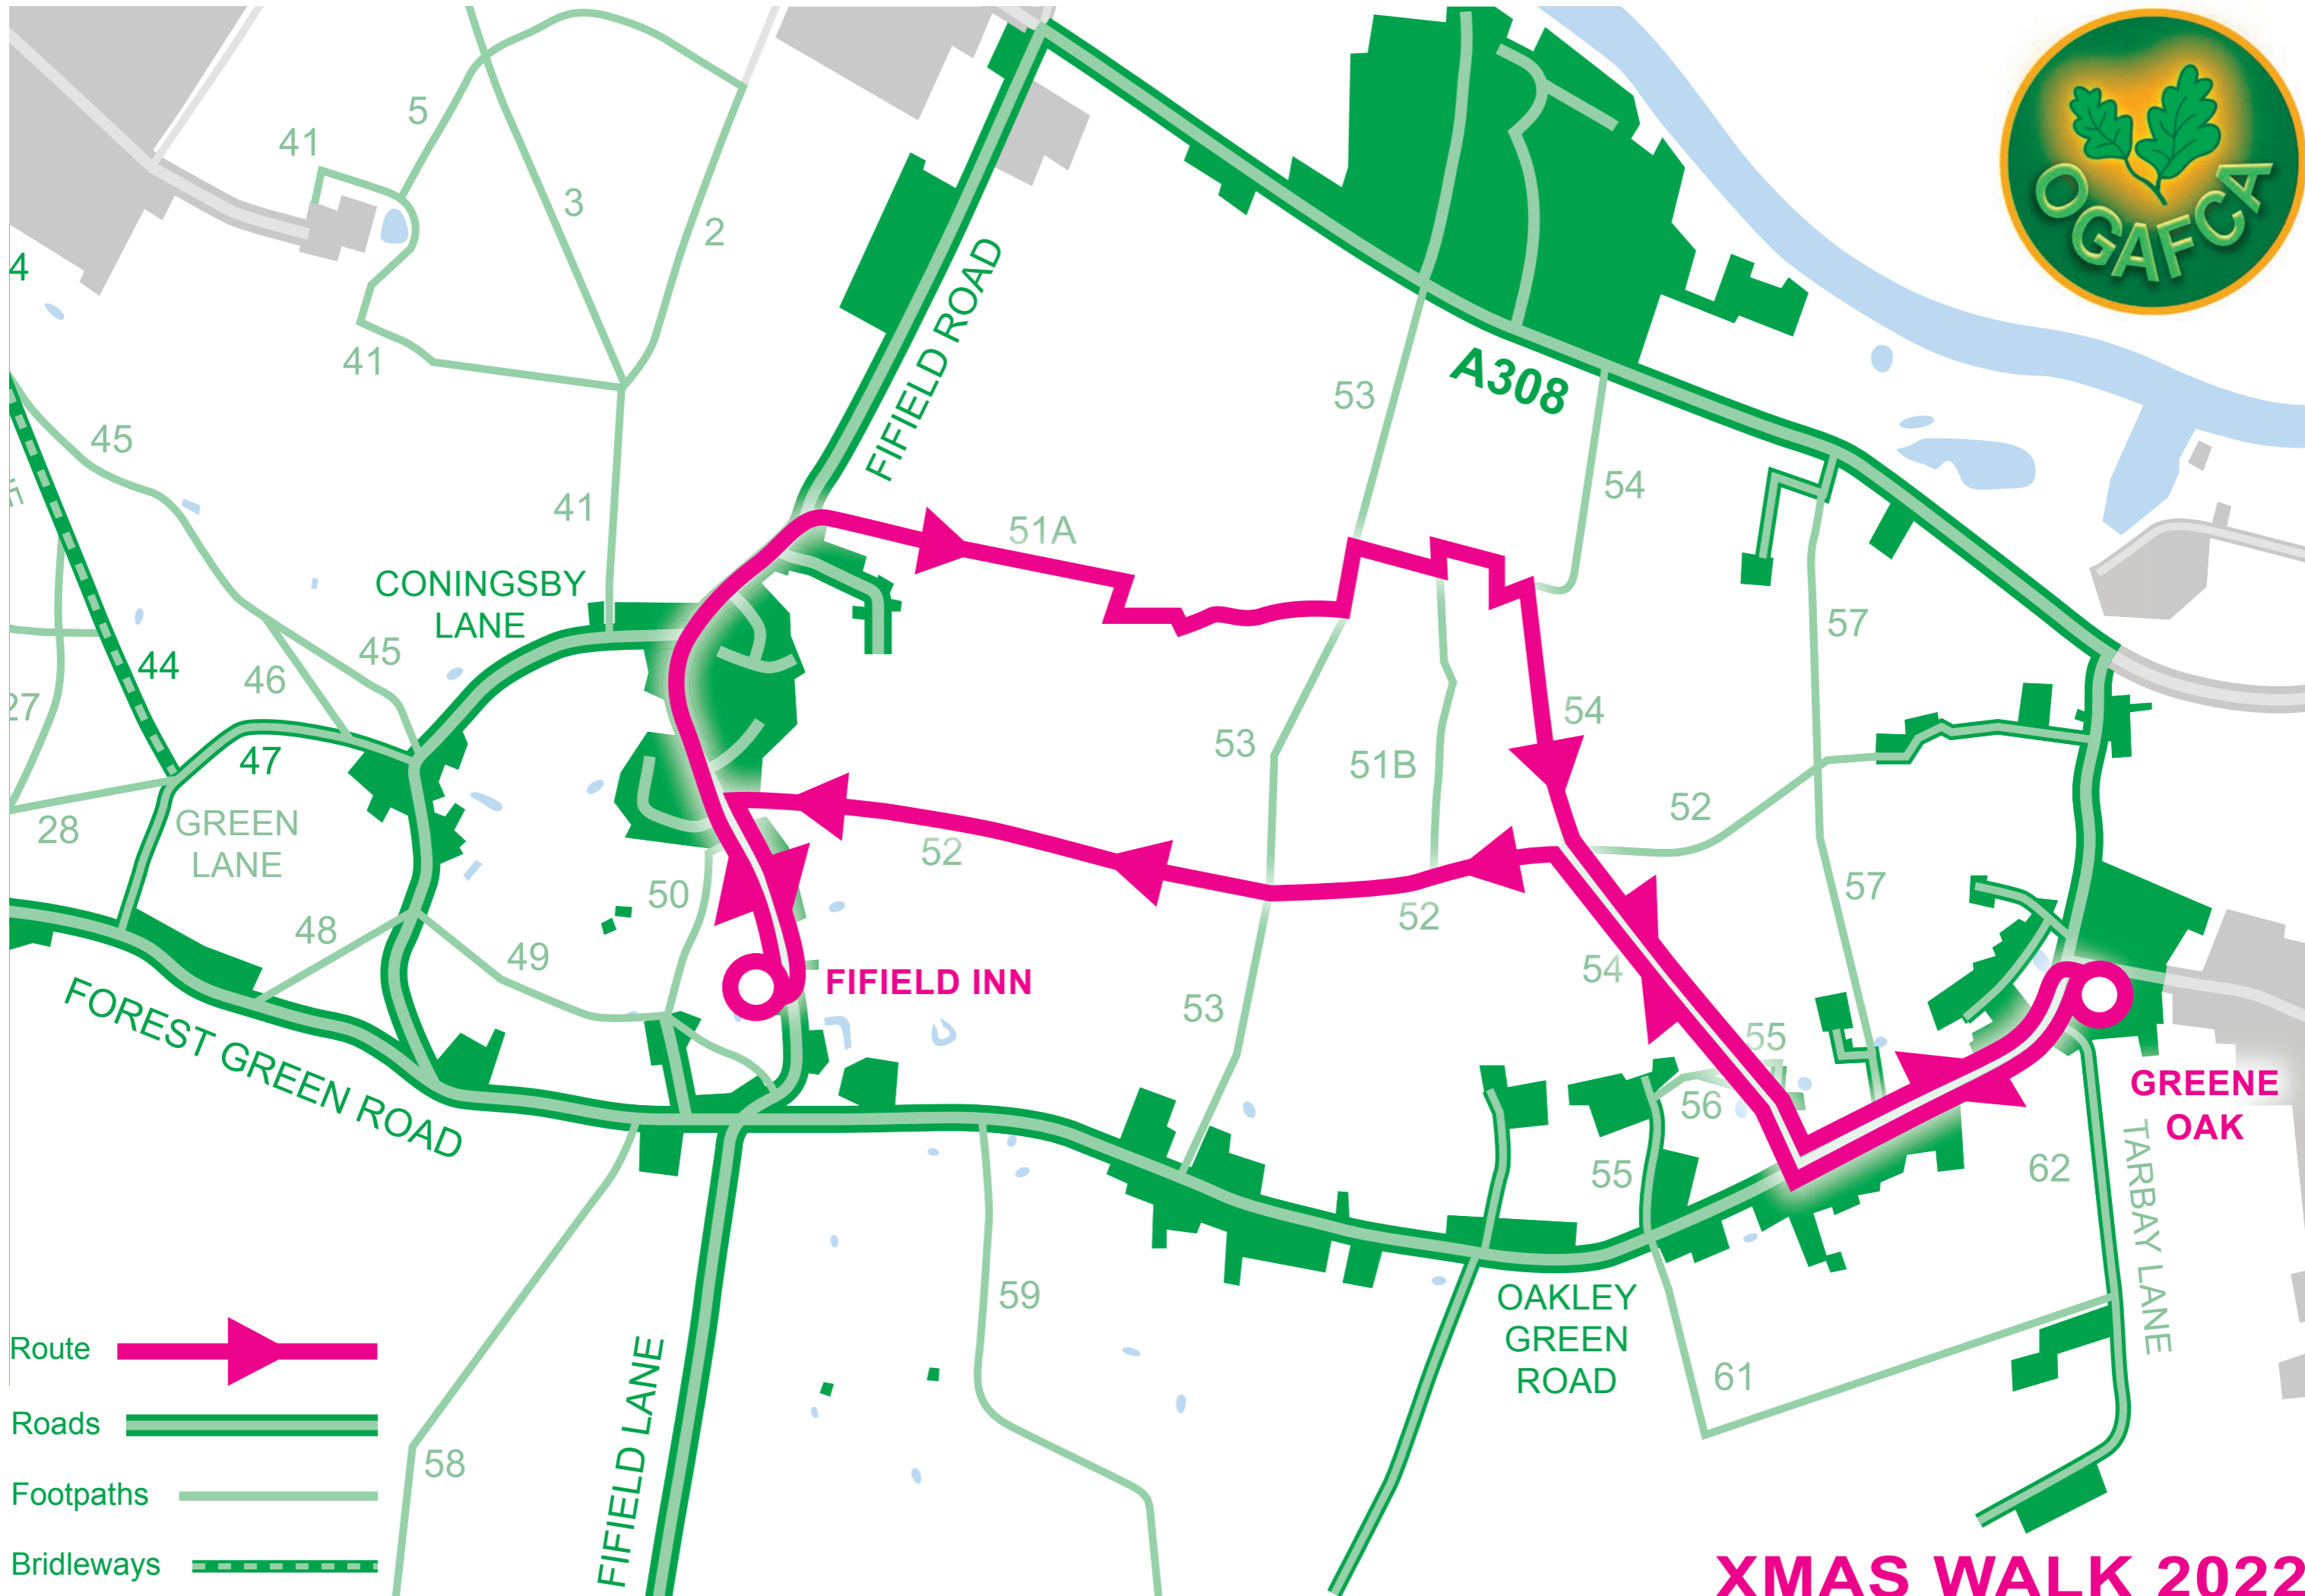 OGAFCA
41
5
3
2
4
41
45
FIFIELD ROAD
A308
53
54
41
51A
CONINGSBY
LANE
45
46
44
27
47
GREEN
LANE
28
57
54
53
51B
52
52
57
50
52
48
49
FIFIELD INN
54
53
55
56
55
FOREST GREEN ROAD
GREENE
OAK
62
TARBAY LANE
59
OAKLEY
GREEN
ROAD
61
FIFIELD LANE
58
Route
Roads
Footpaths
Bridleways
XMAS WALK 2022